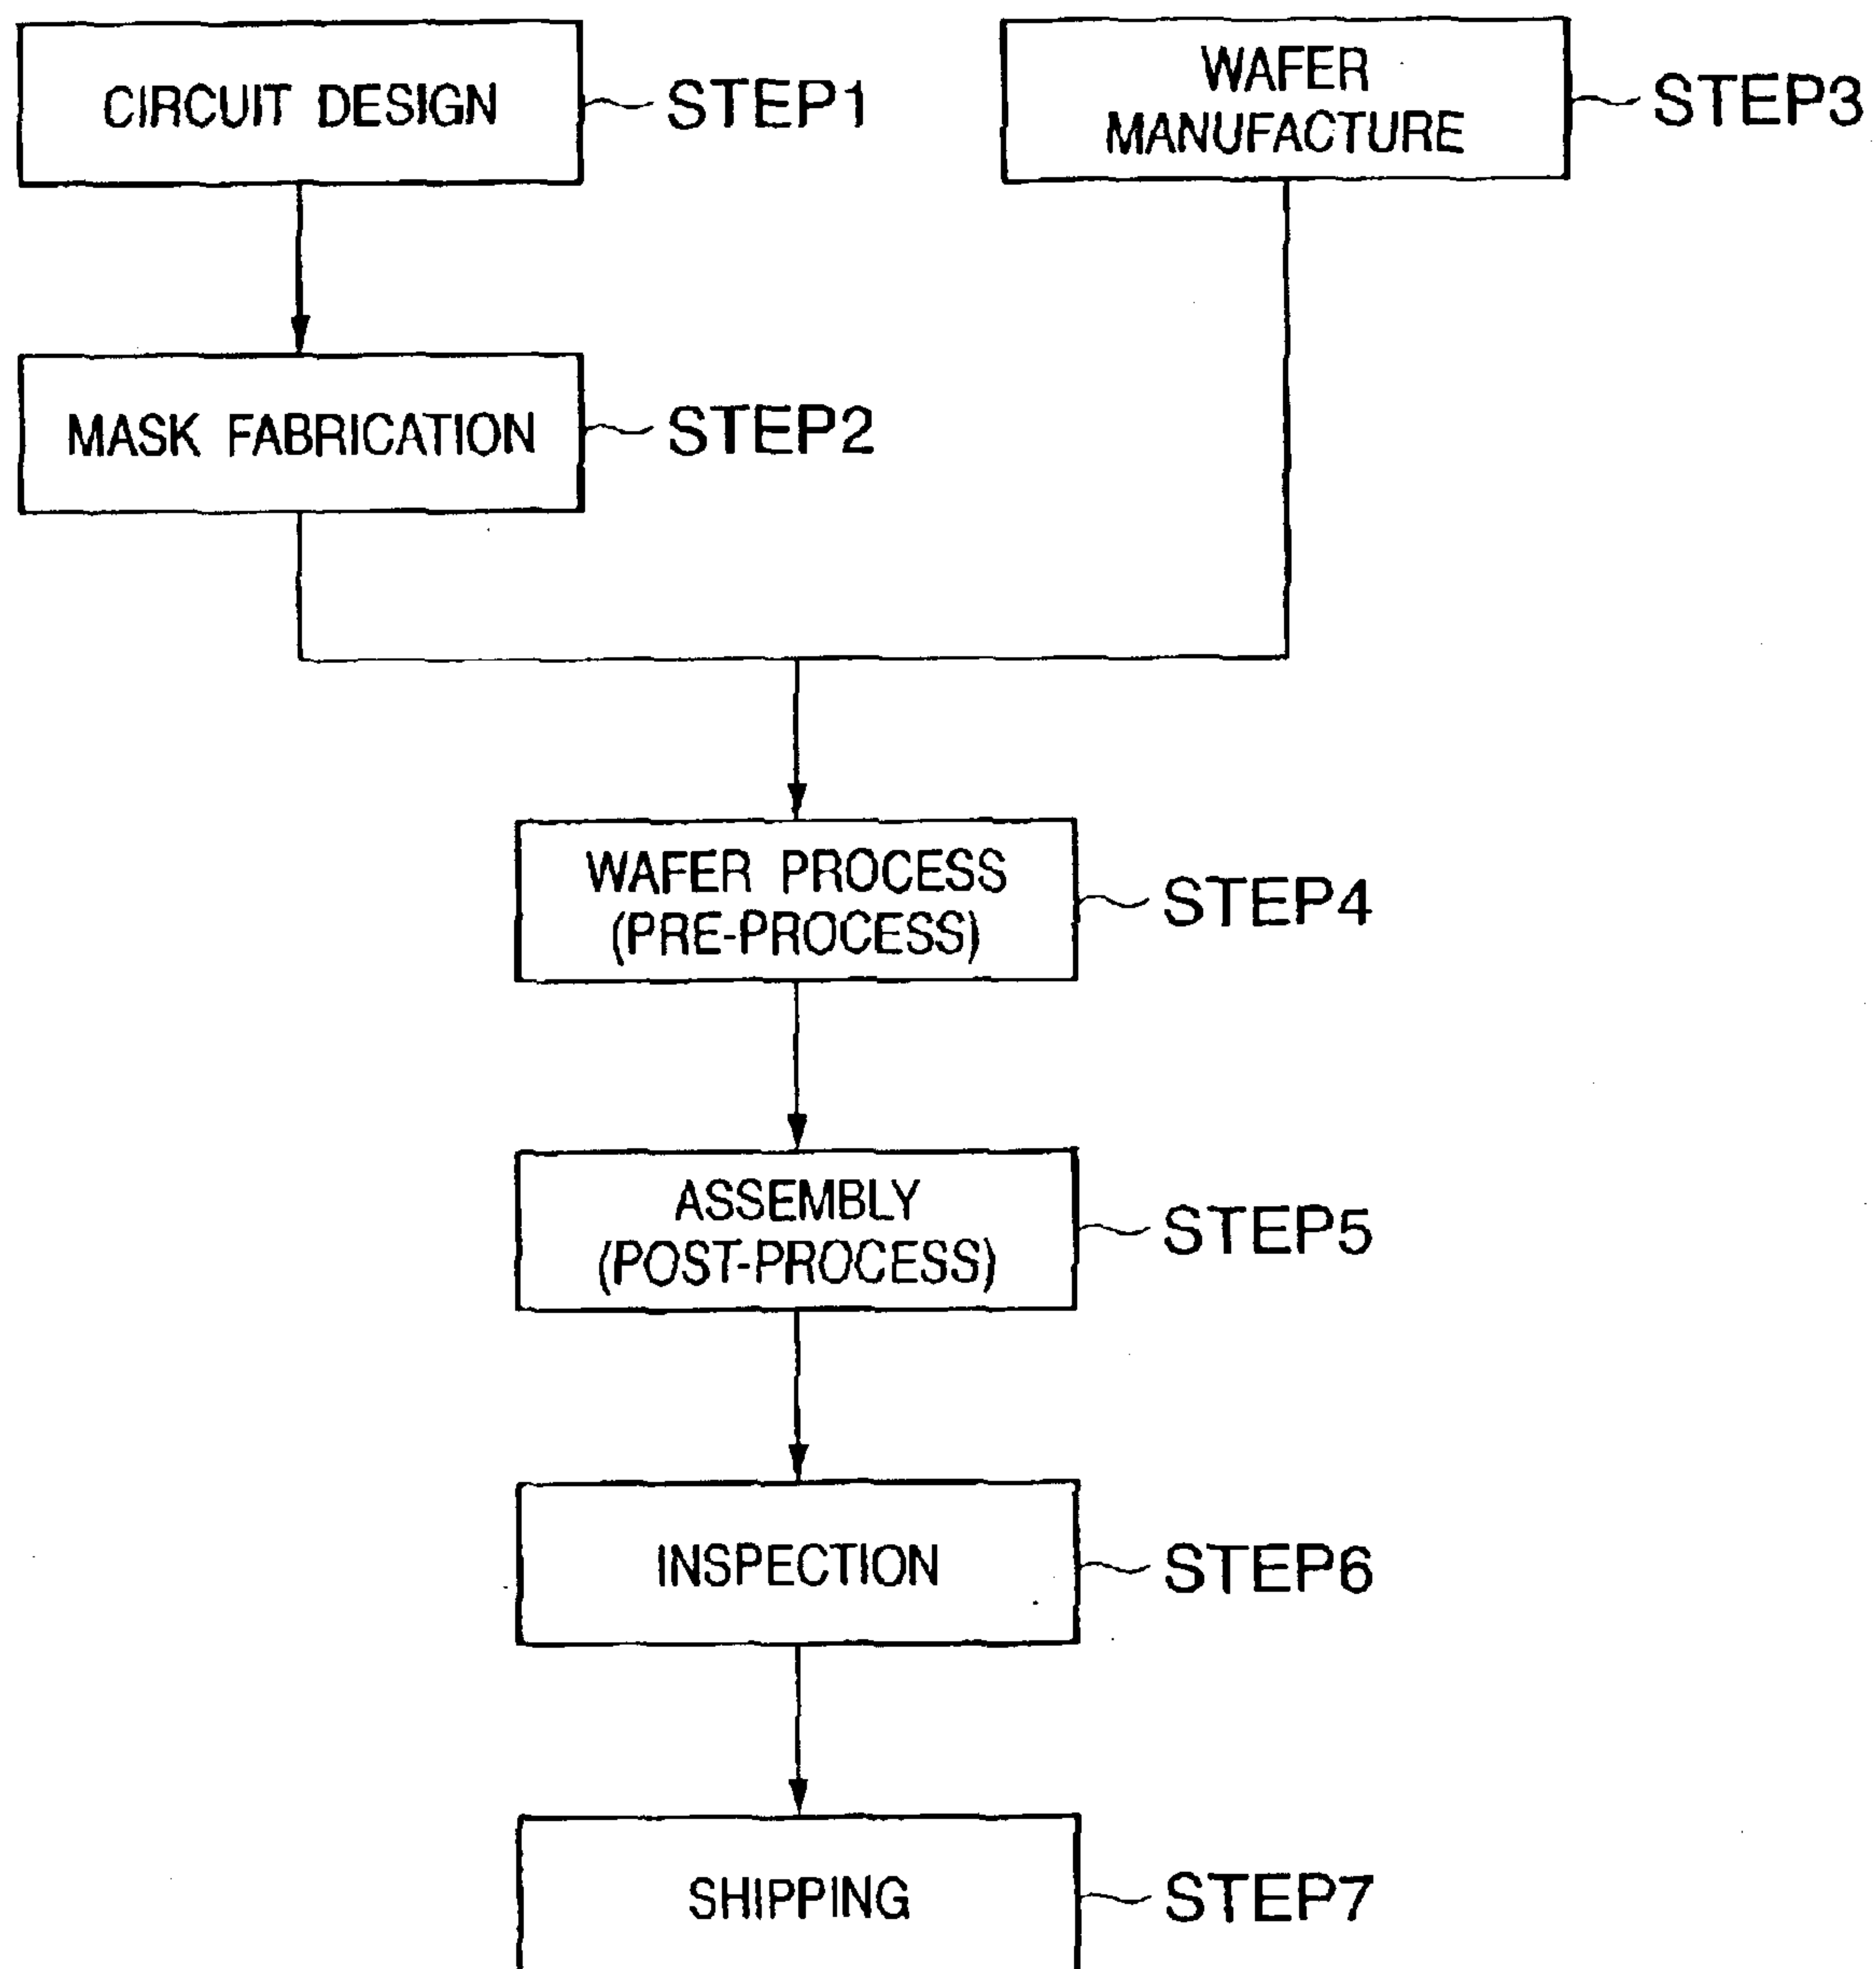 CIRCUIT DESIGN
STEP1
WAFER
MANUFACTURE
STEP3
MASK FABRICATION
STEP2
WAFER PROCESS
(PRE-PROCESS)
STEP4
ASSEMBLY
(POST-PROCESS)
STEP5
INSPECTION
STEP6
SHIPPING
STEP7